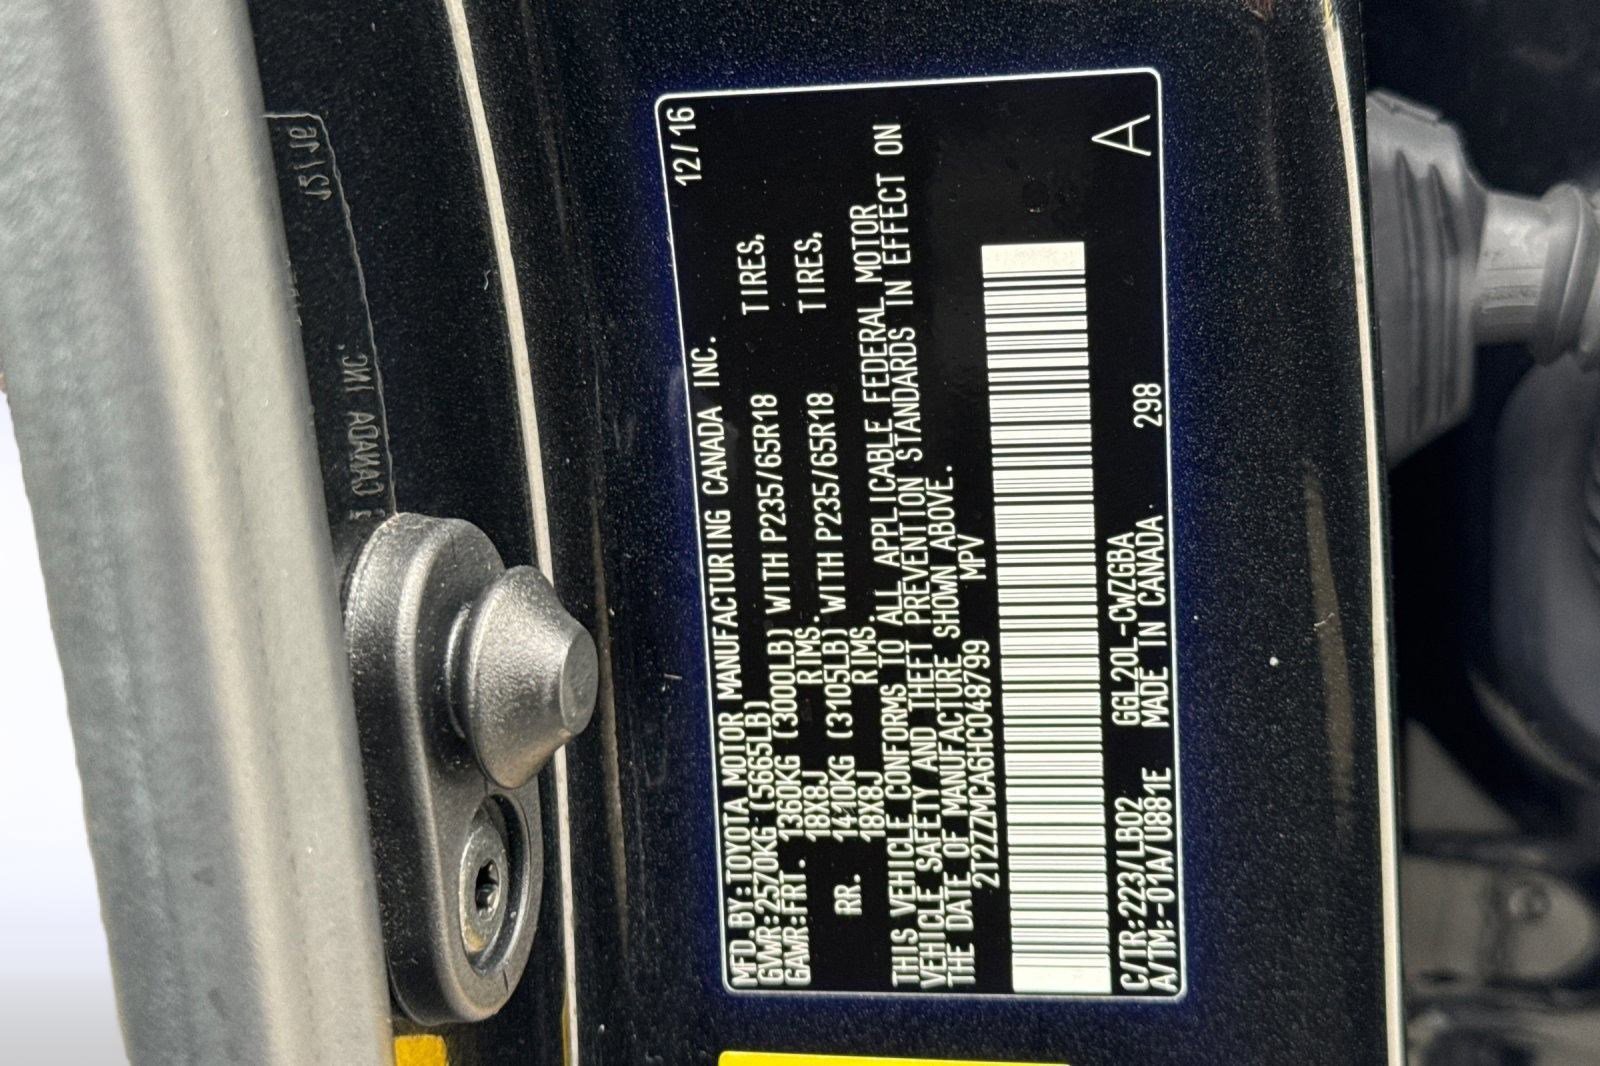 MFD.BY:TOYOTA MOTOR MANUFACTURING CANADA INC. 12/16
GVWR:2570KG (5665LB)
GAWR:FRT. 1360KG (3000LB) WITH P235/65R18 TIRES,
18X8J RIMS.
RR. 1410KG (3105LB) WITH P235/65R18 TIRES,
18X8J RIMS.
THIS VEHICLE CONFORMS TO ALL APPLICABLE FEDERAL MOTOR
VEHICLE SAFETY AND THEFT PREVENTION STANDARDS IN EFFECT ON
THE DATE OF MANUFACTURE SHOWN ABOVE.
2T2ZZMCA6HC048799 MPV
C/TR:223/LB02 GGL20L-CWZGBA 298 A
A/TM:-01A/U881E MADE IN CANADA